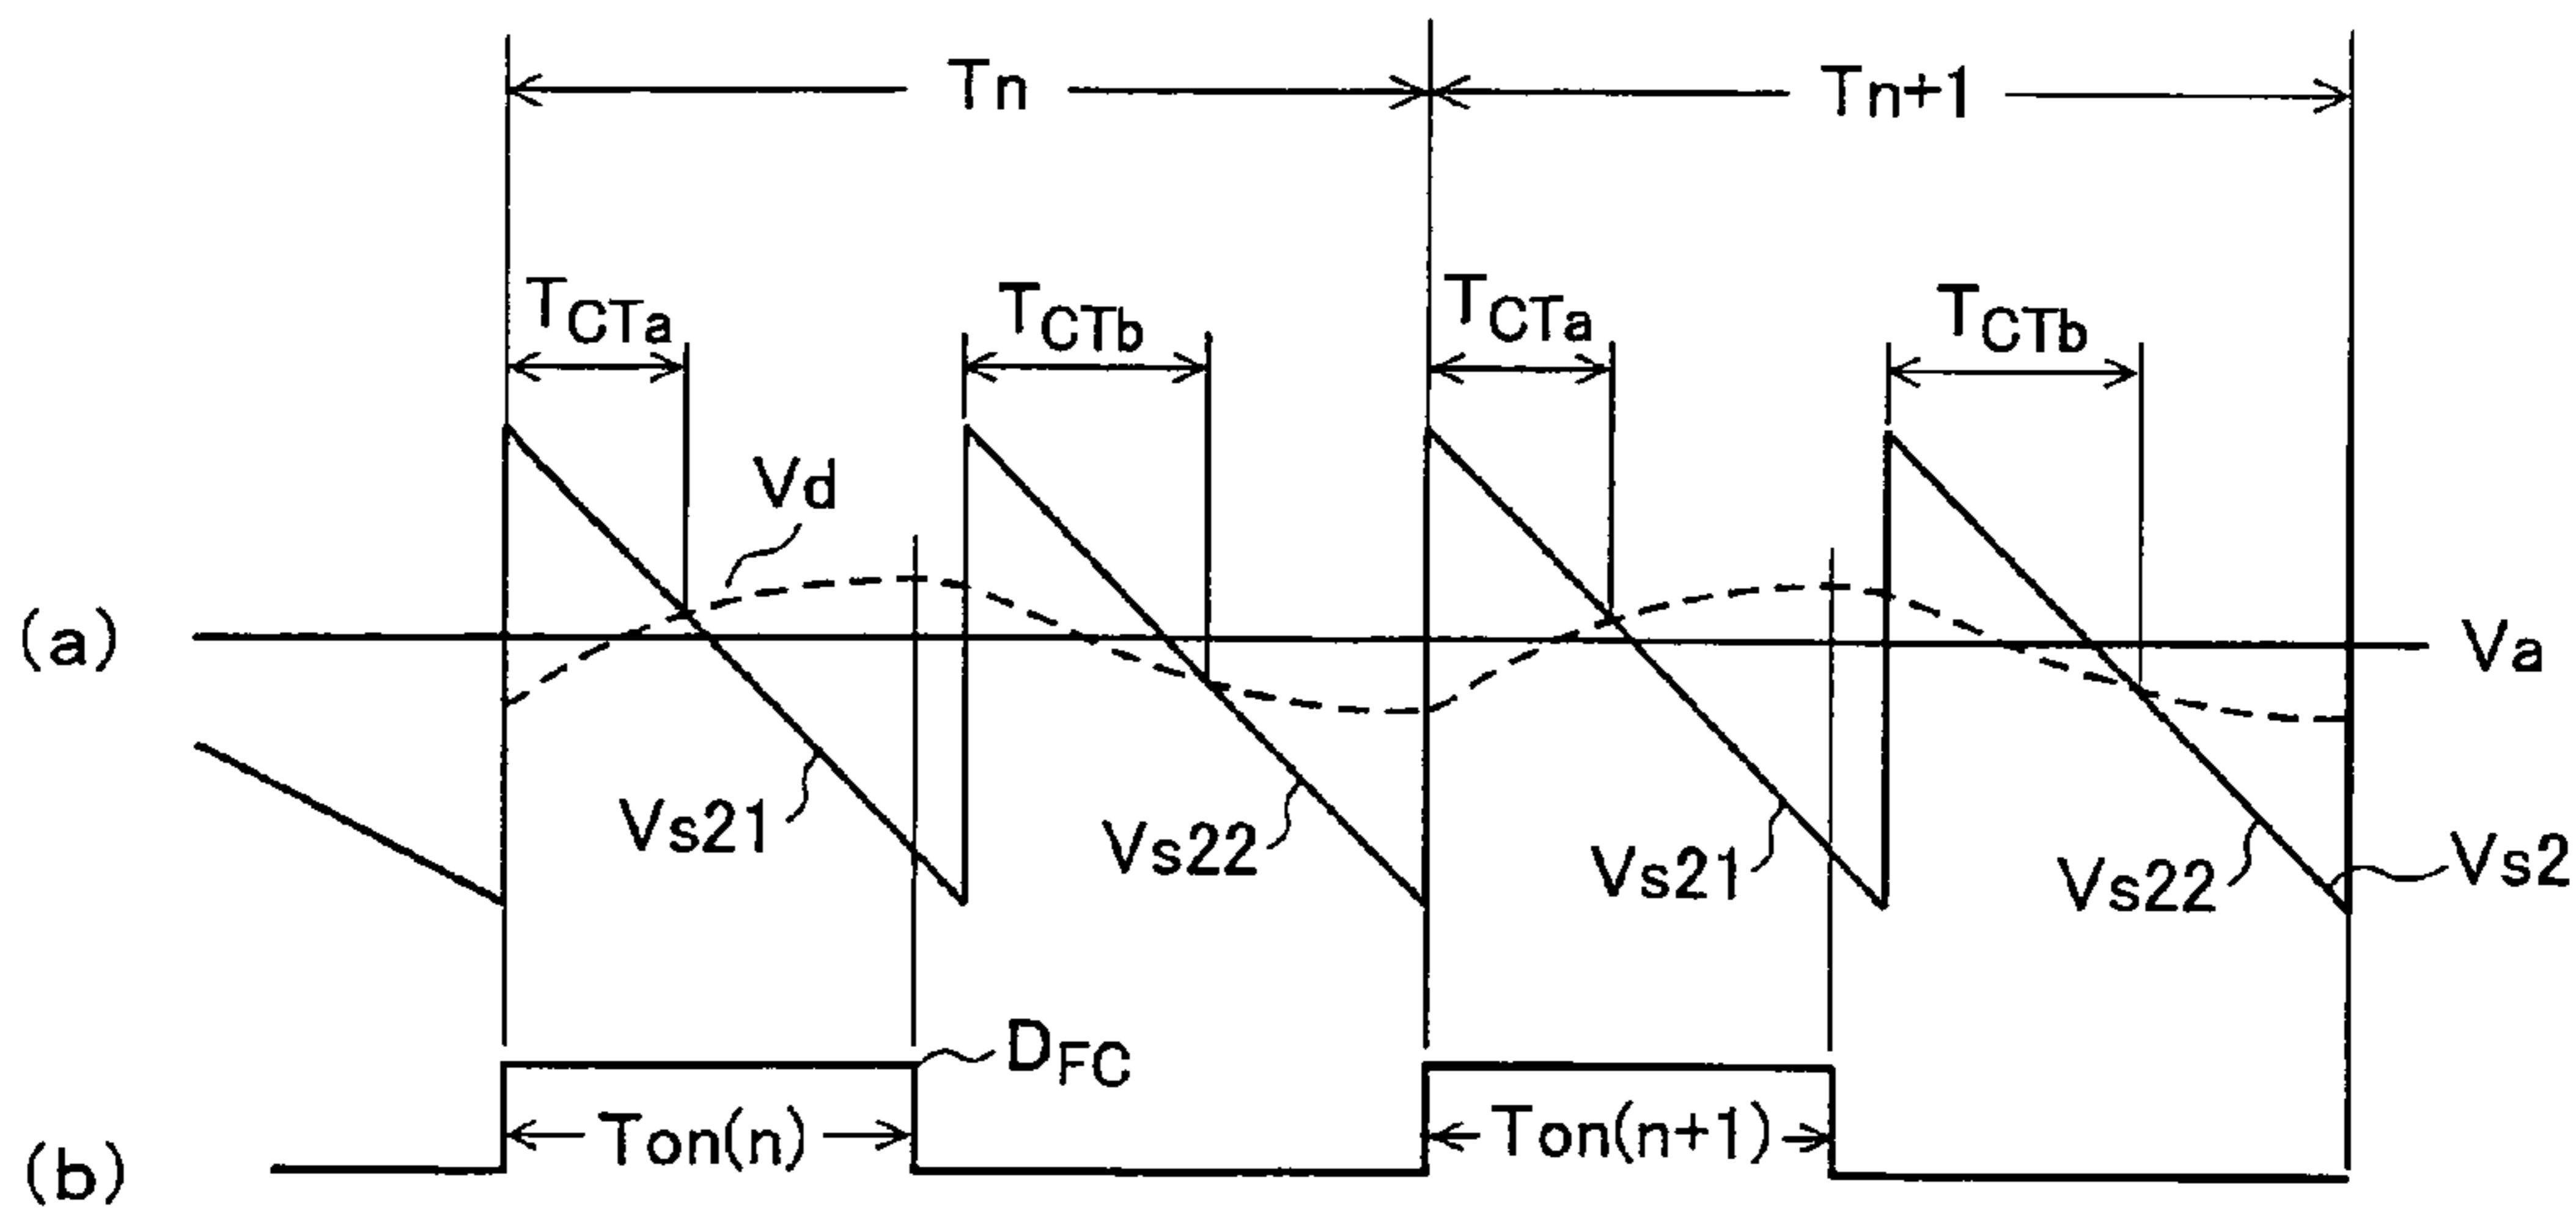 Tn Tn+1
TCTa TCTb TCTa TCTb
Vd
(a) Va
Vs21 Vs22 Vs21 Vs22 Vs2
DFC
(b) Ton(n) Ton(n+1)